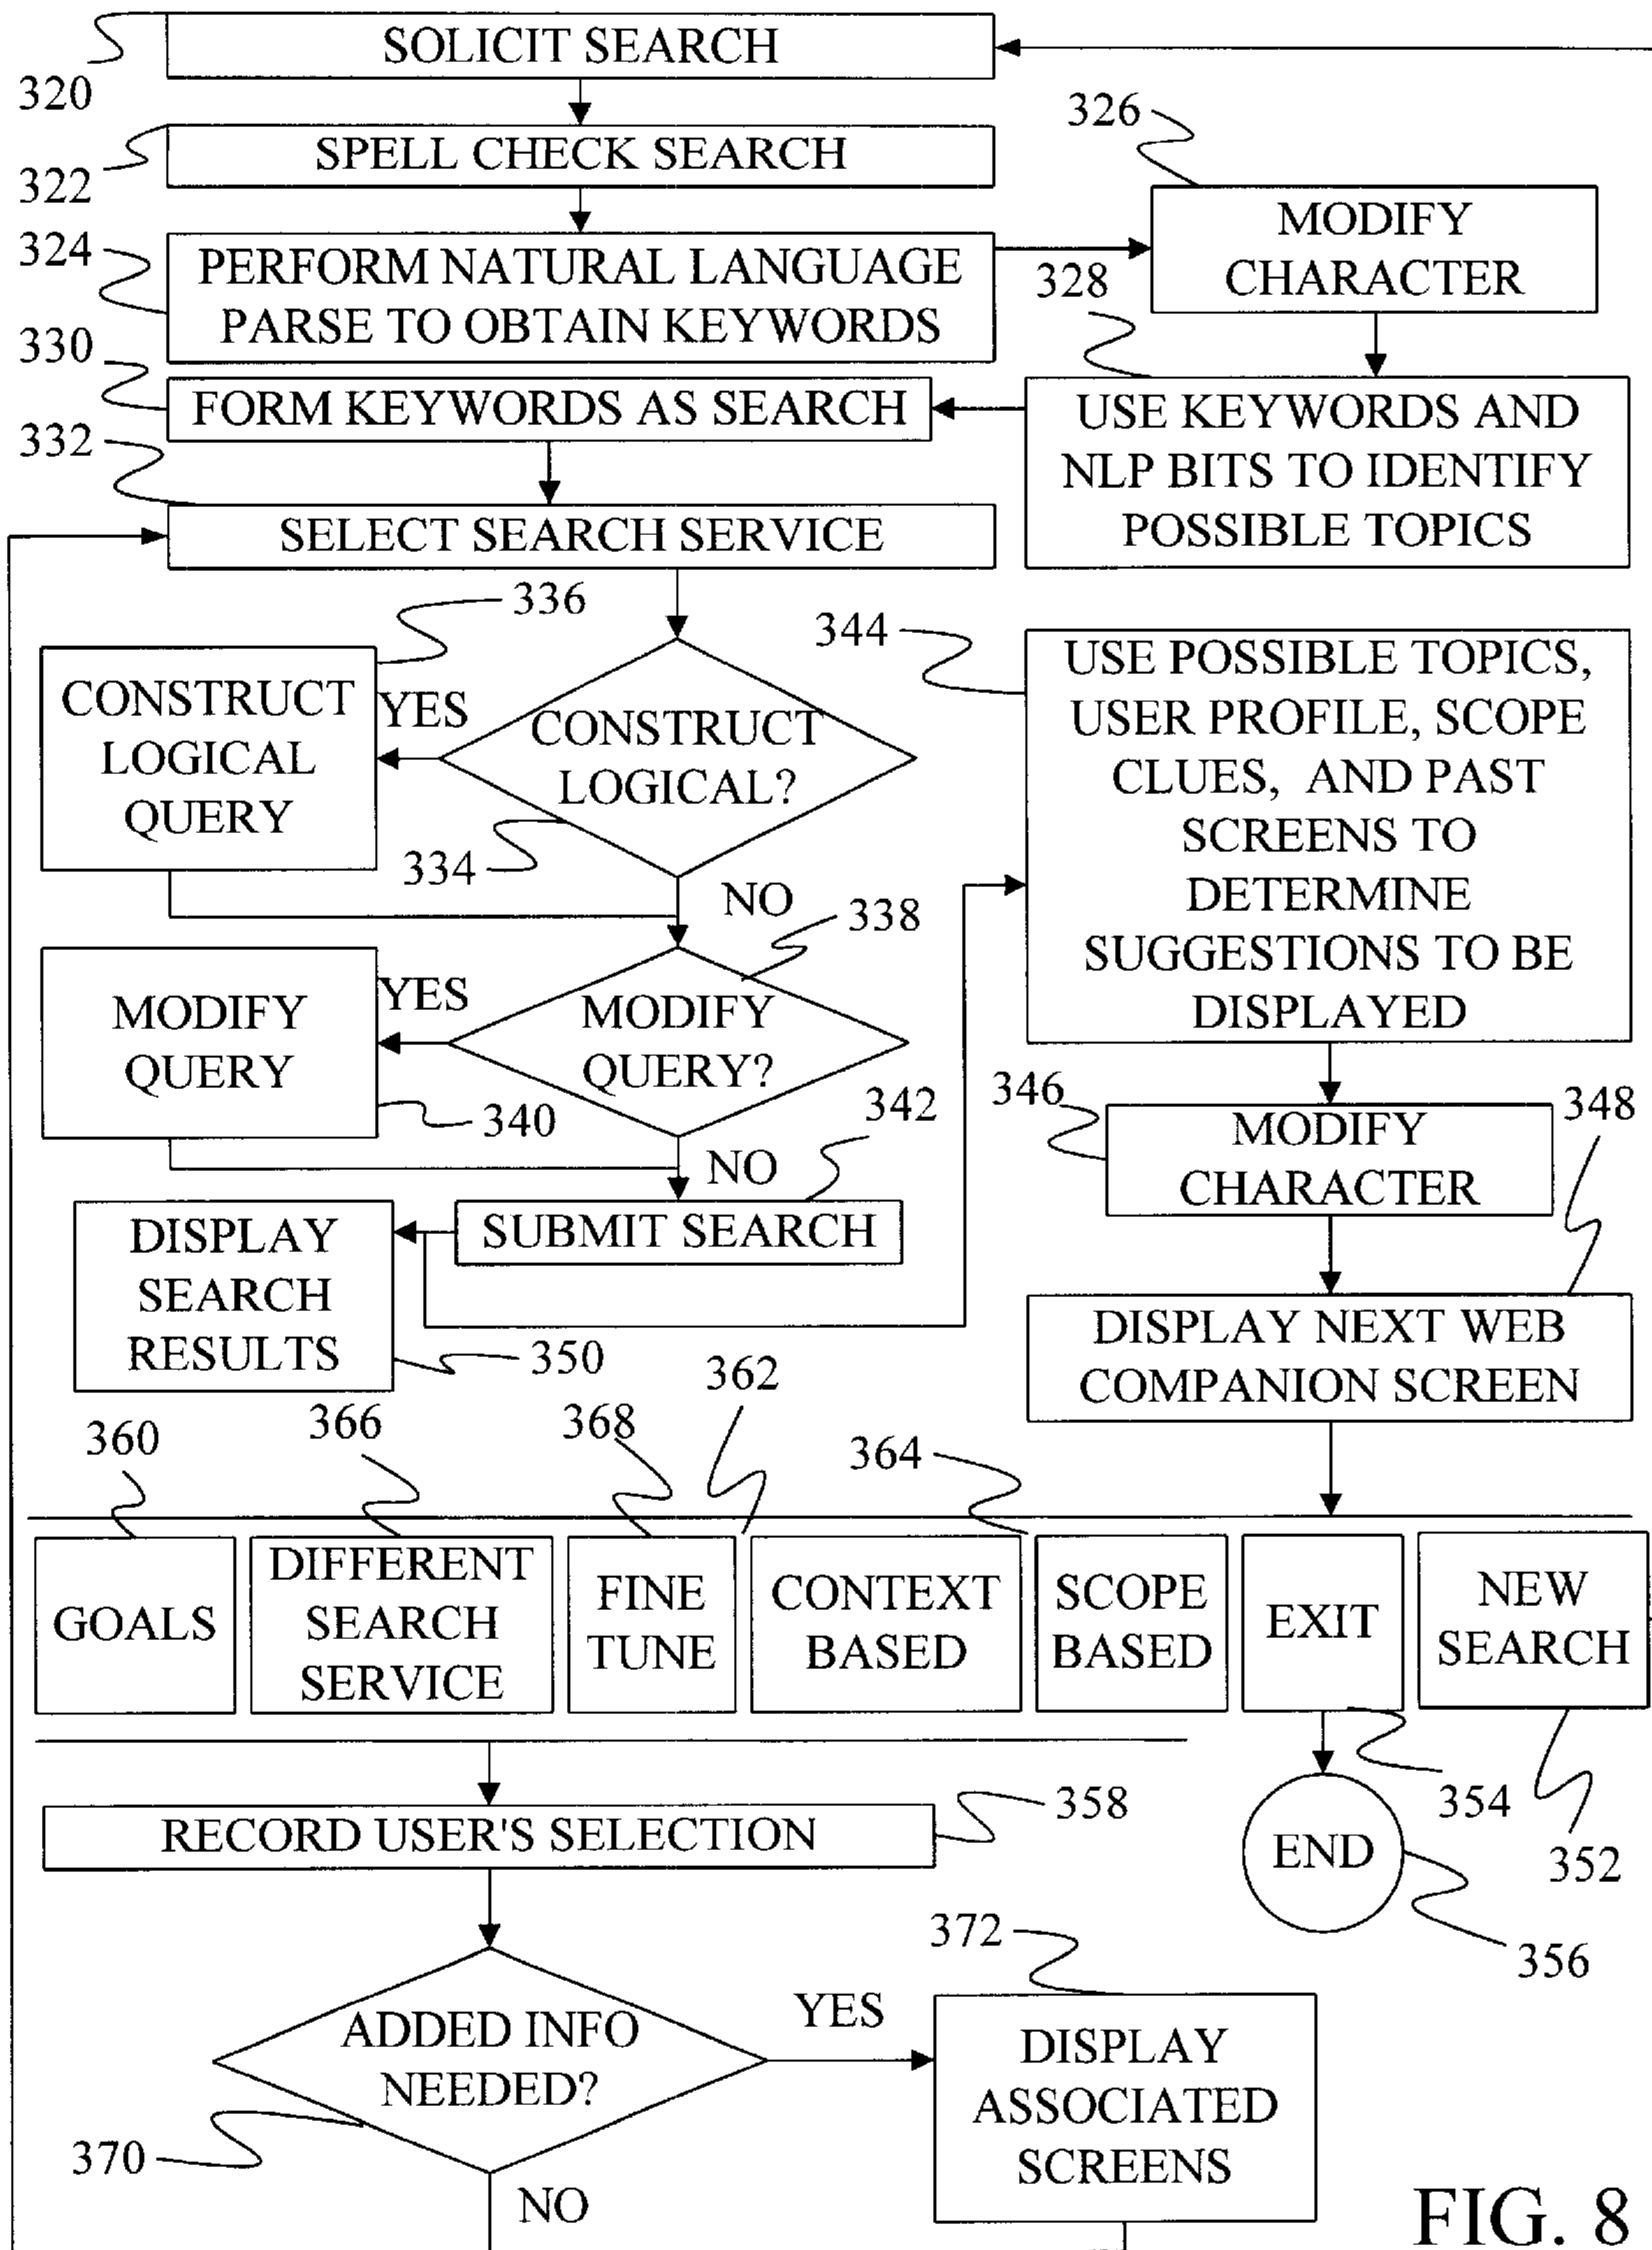 SOLICIT SEARCH
320
SPELL CHECK SEARCH
322
326
MODIFY
CHARACTER
324
PERFORM NATURAL LANGUAGE
PARSE TO OBTAIN KEYWORDS
328
330
FORM KEYWORDS AS SEARCH
USE KEYWORDS AND
NLP BITS TO IDENTIFY
POSSIBLE TOPICS
332
SELECT SEARCH SERVICE
336
344
CONSTRUCT
LOGICAL
QUERY
YES
CONSTRUCT
LOGICAL?
334
NO
USE POSSIBLE TOPICS,
USER PROFILE, SCOPE
CLUES, AND PAST
SCREENS TO
DETERMINE
SUGGESTIONS TO BE
DISPLAYED
338
MODIFY
QUERY
YES
MODIFY
QUERY?
340
342
NO
346
MODIFY
CHARACTER
348
DISPLAY
SEARCH
RESULTS
SUBMIT SEARCH
350
DISPLAY NEXT WEB
COMPANION SCREEN
360
366
368
362
364
GOALS
DIFFERENT
SEARCH
SERVICE
FINE
TUNE
CONTEXT
BASED
SCOPE
BASED
EXIT
NEW
SEARCH
RECORD USER'S SELECTION
358
354
352
END
356
ADDED INFO
NEEDED?
370
YES
372
DISPLAY
ASSOCIATED
SCREENS
NO
FIG. 8